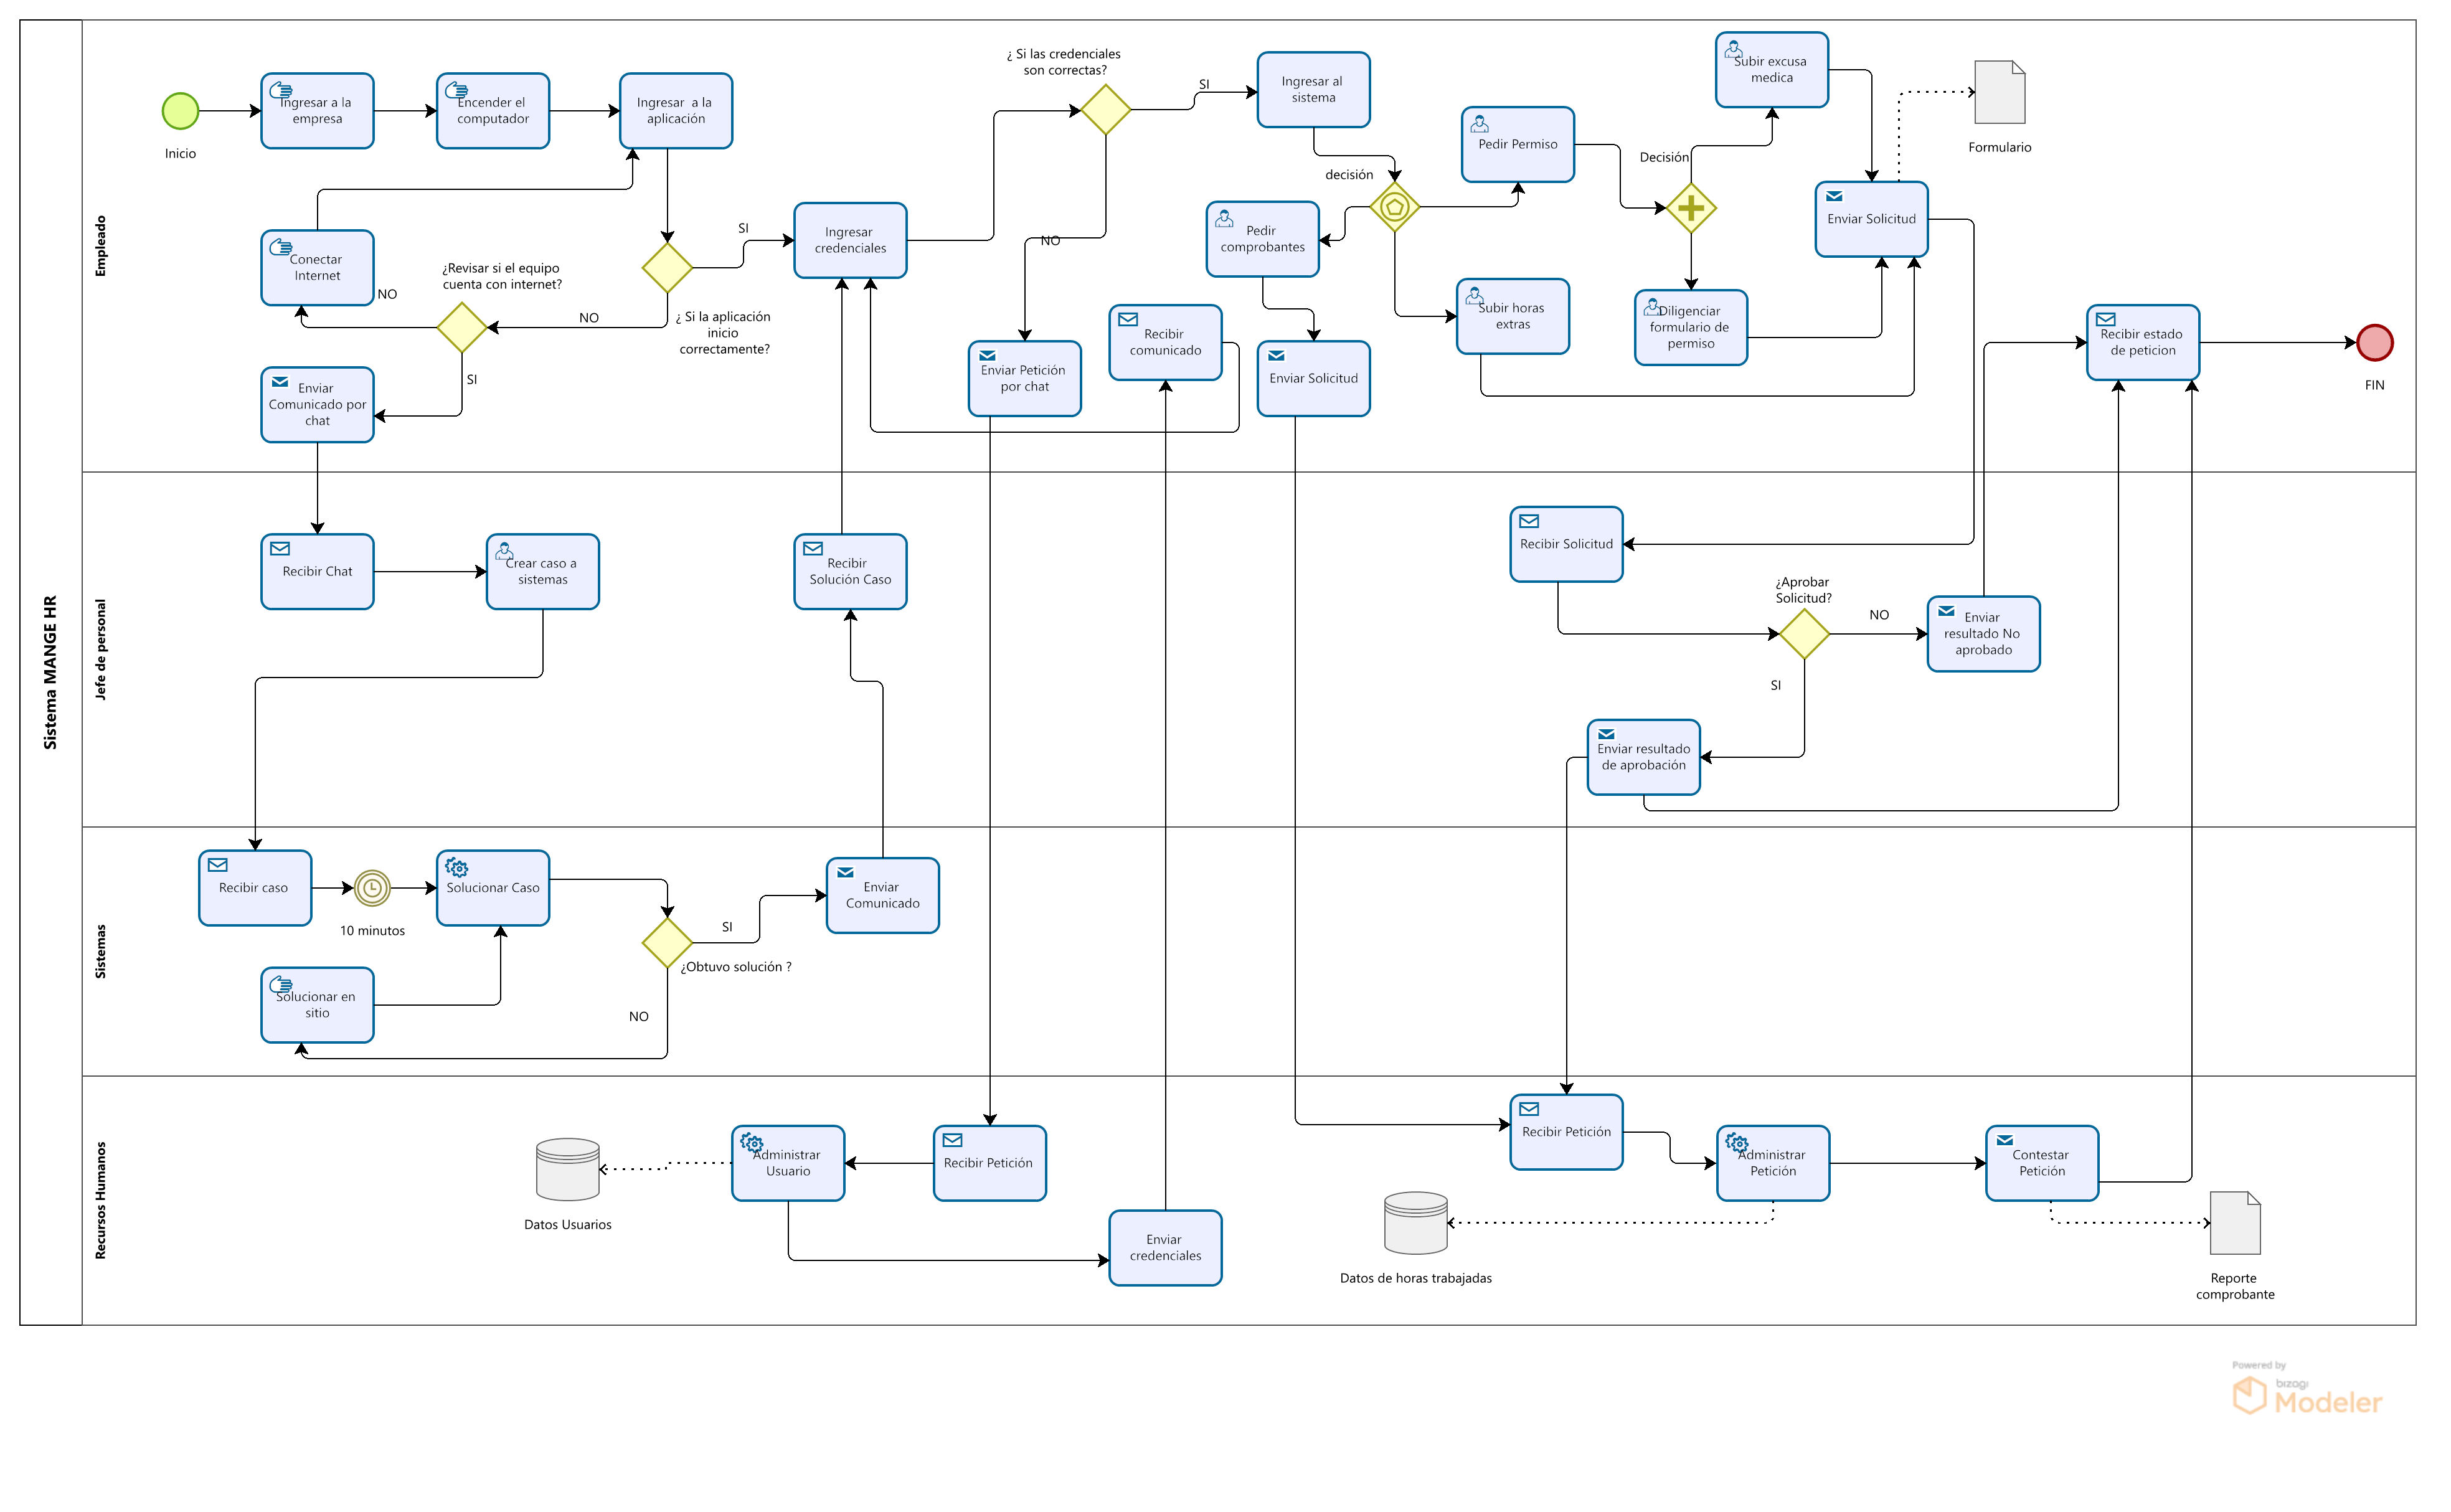 Sistema MANGE HR
Empleado
Inicio
Ingresar a la
empresa
Encender el
computador
Ingresar a la
aplicación
¿ Si la aplicación
inicio
correctamente?
SI
NO
¿Revisar si el equipo
cuenta con internet?
NO
SI
Conectar
Internet
Enviar
Comunicado por
chat
Ingresar
credenciales
¿ Si las credenciales
son correctas?
SI
NO
Ingresar al
sistema
Enviar Petición
por chat
Recibir
comunicado
decisión
Pedir
comprobantes
Enviar Solicitud
Pedir Permiso
Subir horas
extras
Decisión
Subir excusa
medica
Diligenciar
formulario de
permiso
Enviar Solicitud
Formulario
Recibir estado
de peticion
FIN
Jefe de personal
Recibir Chat
Crear caso a
sistemas
Recibir
Solución Caso
Recibir Solicitud
¿Aprobar
Solicitud?
NO
SI
Enviar
resultado No
aprobado
Enviar resultado
de aprobación
Sistemas
Recibir caso
10 minutos
Solucionar Caso
Solucionar en
sitio
¿Obtuvo solución ?
SI
NO
Enviar
Comunicado
Recursos Humanos
Datos Usuarios
Administrar
Usuario
Recibir Petición
Enviar
credenciales
Recibir Petición
Administrar
Petición
Contestar
Petición
Datos de horas trabajadas
Reporte
comprobante
Powered by
bizagi
Modeler